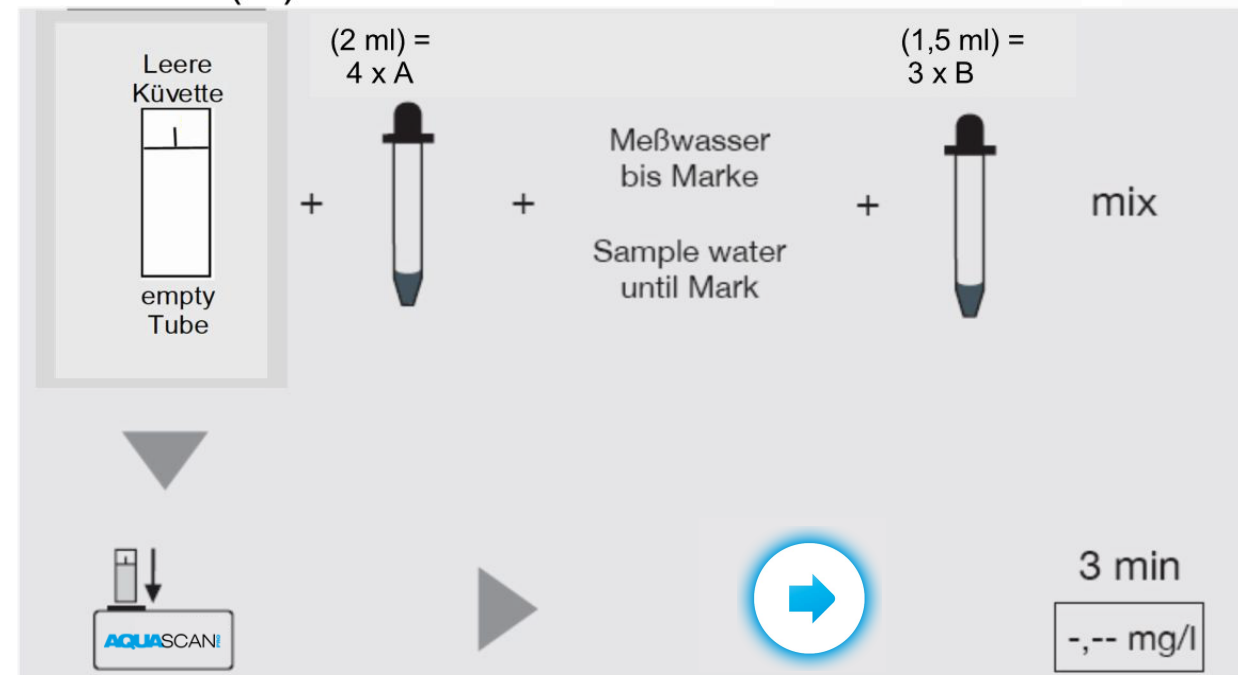 Leere
Küvette
empty
Tube
+
(2 ml) =
4 x A
+
Meßwasser
bis Marke
Sample water
until Mark
+
(1,5 ml) =
3 x B
mix
AQUASCAN
3 min
-,-- mg/l